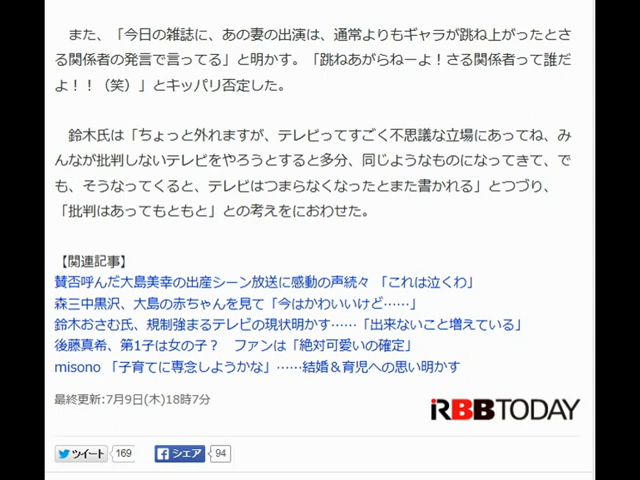 また、「今日の雑誌に、あの妻の出演は、通常よりもギャラが跳ね上がったとさ
る関係者の発言で言ってる」と明かす。「跳ねあがらねーよ！さる関係者って誰だ
よ！！（笑）」とキッパリ否定した。
鈴木氏は「ちょっと外れますが、テレビってすごく不思議な立場にあってね、み
んなが批判しないテレビをやろうとすると多分、同じようなものになってきて、で
も、そうなってくると、テレビはつまらなくなったとまた書かれる」とつづり、
「批判はあってもともと」との考えをにおわせた。
【関連記事】
賛否呼んだ大島美幸の出産シーン放送に感動の声続々 「これは泣くわ」
森三中黒沢、大島の赤ちゃんを見て「今はかわいいけど……」
鈴木おさむ氏、規制強まるテレビの現状明かす……「出来ないこと増えている」
後藤真希、第1子は女の子？ ファンは「絶対可愛いの確定」
misono 「子育てに専念しようかな」……結婚＆育児への思い明かす
最終更新:7月9日(木)18時7分
RBBTODAY
ツイート 169 シェア 94